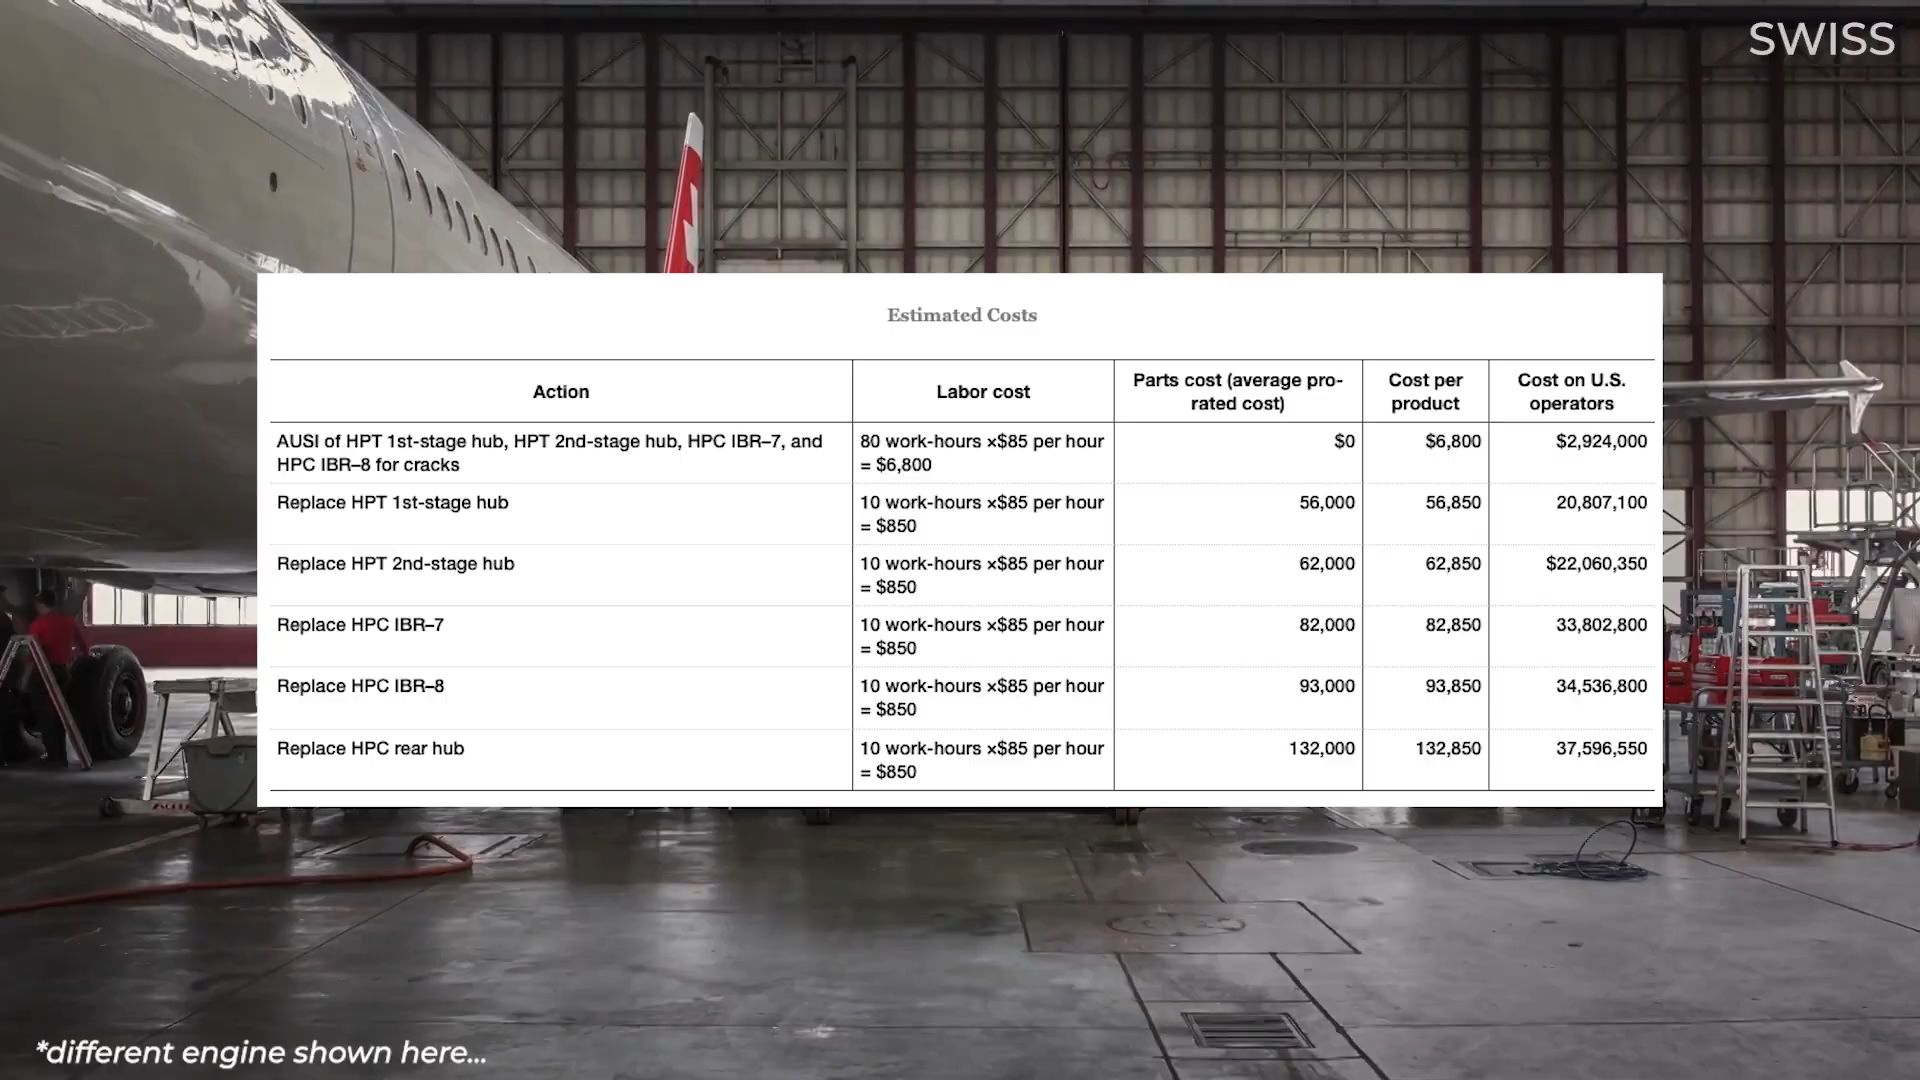 SWISS
Estimated Costs
Action
Labor cost
Parts cost (average pro-
rated cost)
Cost per
product
Cost on U.S.
operators
AUSI of HPT 1st-stage hub, HPT 2nd-stage hub, HPC IBR–7, and
HPC IBR–8 for cracks
80 work-hours ×$85 per hour
= $6,800
$0
$6,800
$2,924,000
Replace HPT 1st-stage hub
10 work-hours ×$85 per hour
= $850
56,000
56,850
20,807,100
Replace HPT 2nd-stage hub
10 work-hours ×$85 per hour
= $850
62,000
62,850
$22,060,350
Replace HPC IBR–7
10 work-hours ×$85 per hour
= $850
82,000
82,850
33,802,800
Replace HPC IBR–8
10 work-hours ×$85 per hour
= $850
93,000
93,850
34,536,800
Replace HPC rear hub
10 work-hours ×$85 per hour
= $850
132,000
132,850
37,596,550
*different engine shown here...